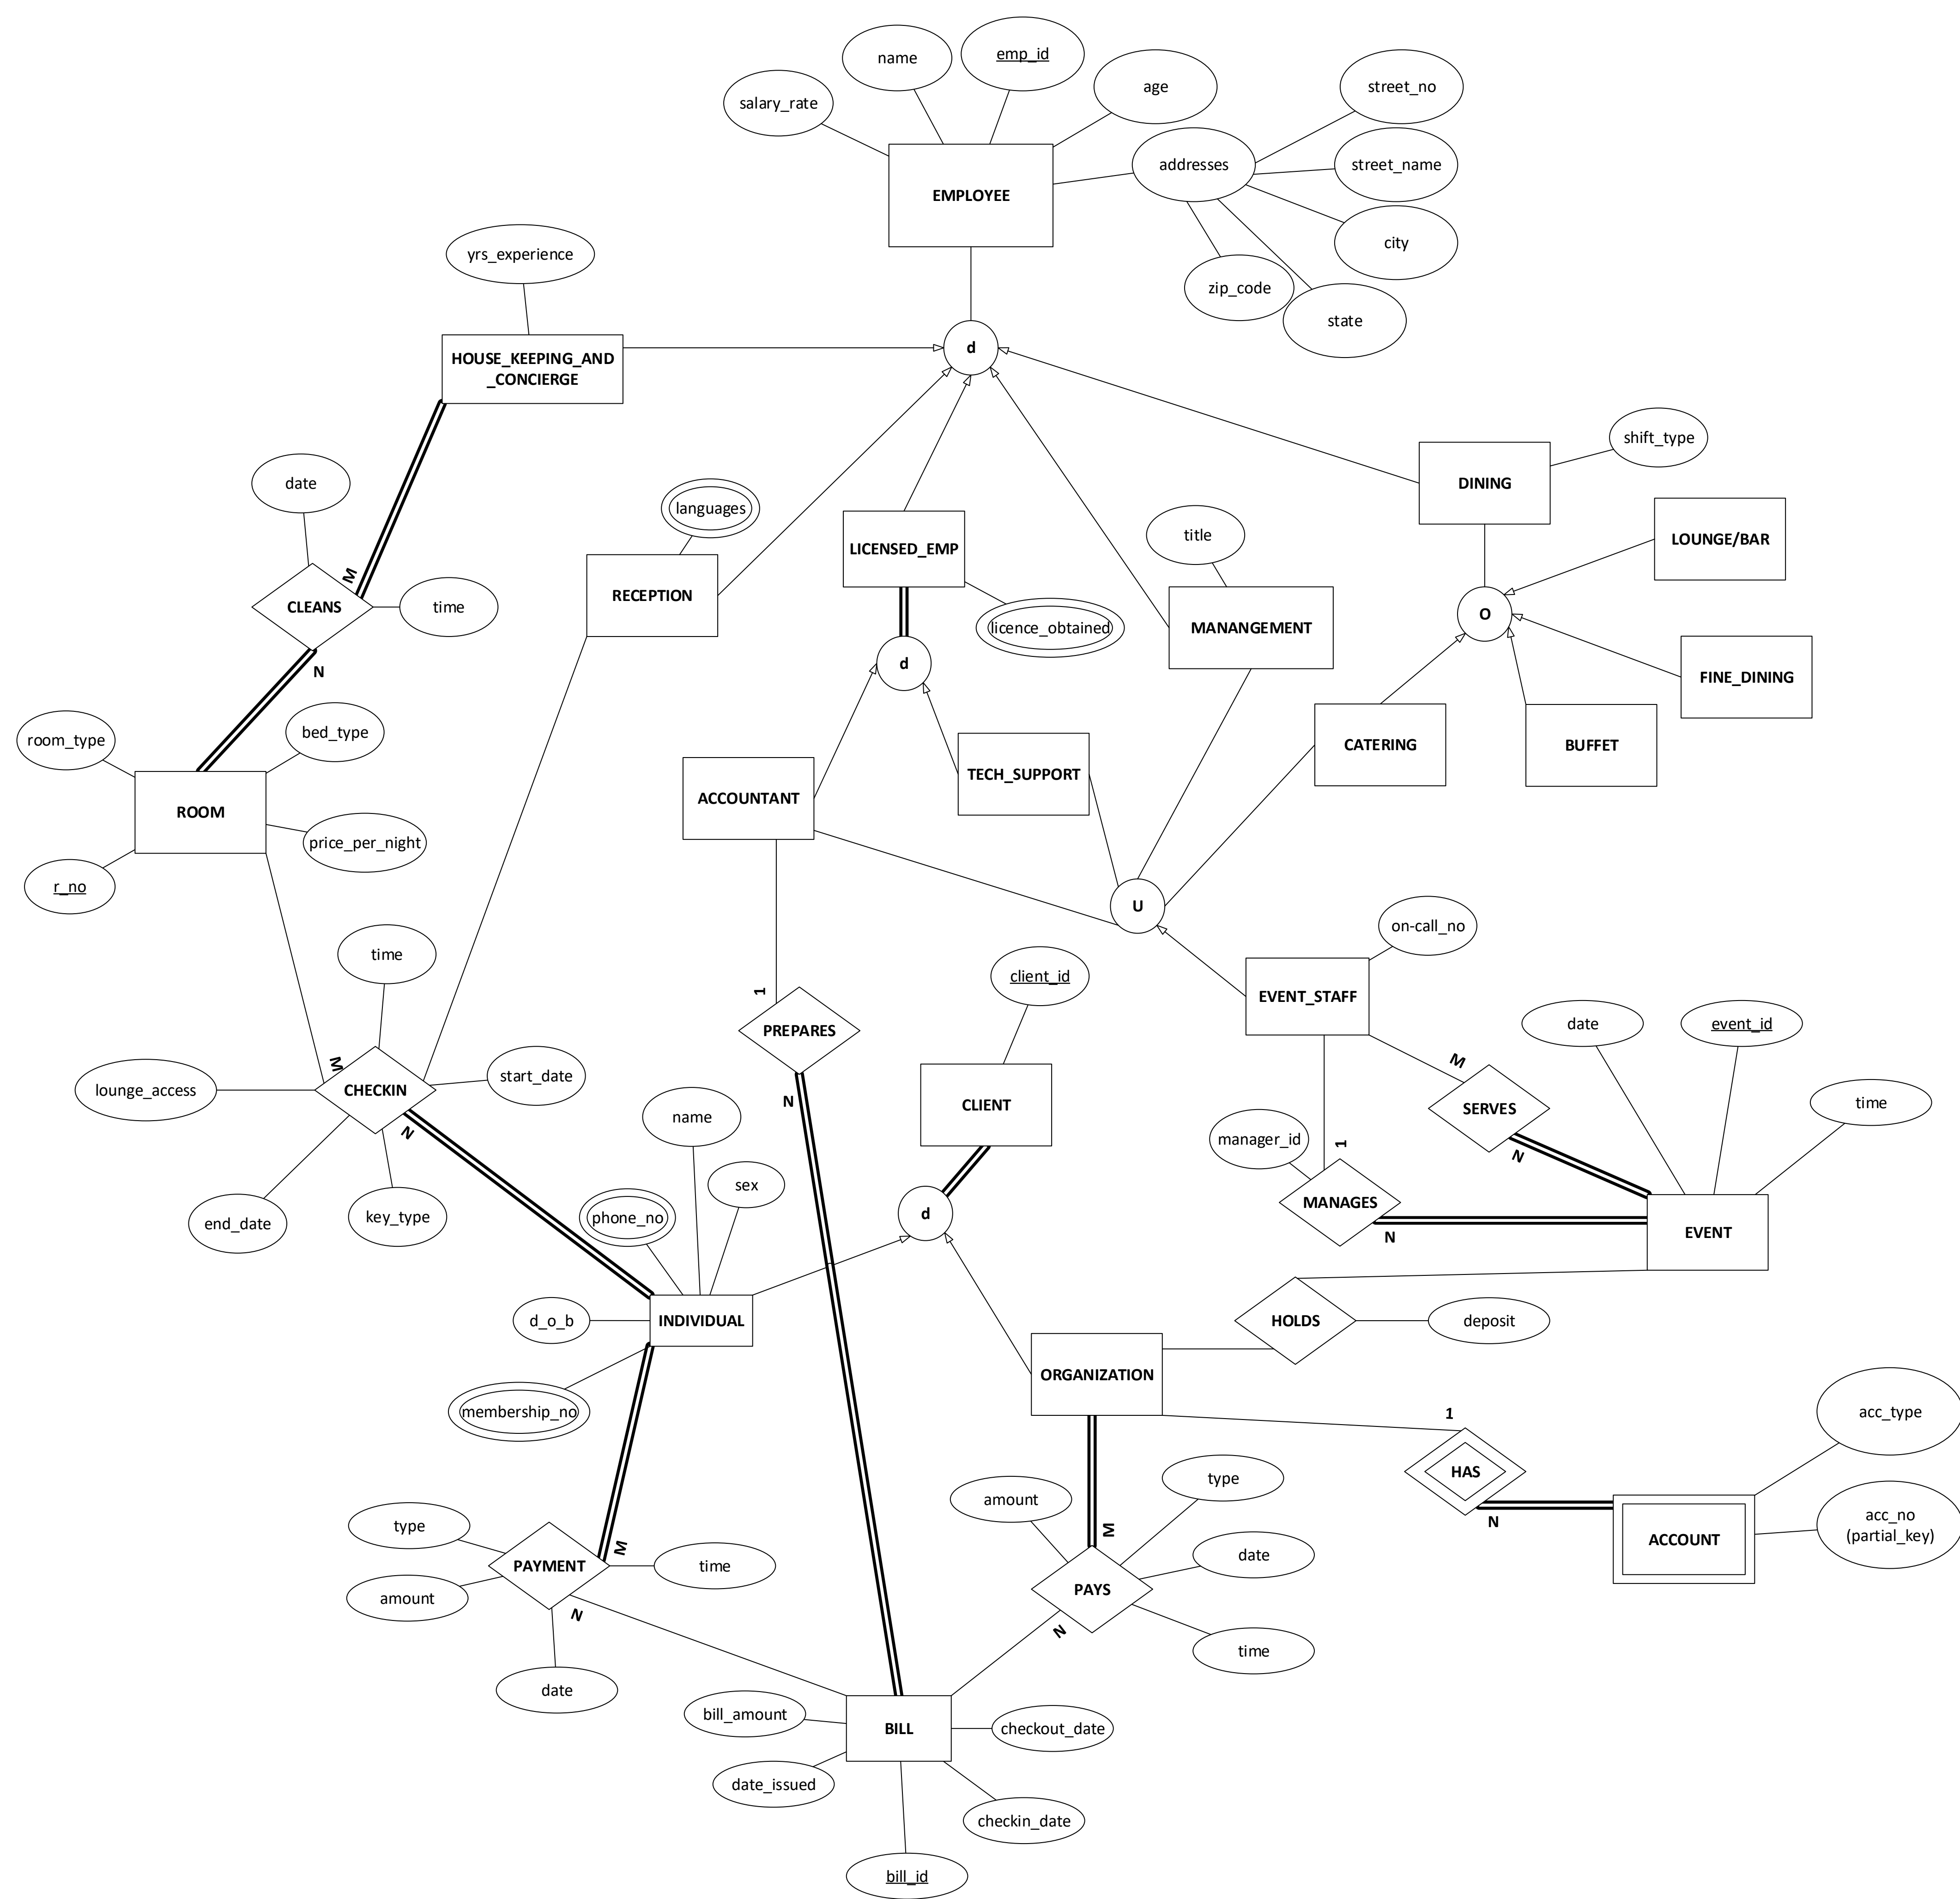 name
emp_id
age
street_no
salary_rate
addresses
street_name
EMPLOYEE
city
yrs_experience
zip_code
state
HOUSE_KEEPING_AND
_CONCIERGE
d
shift_type
date
DINING
languages
title
LOUNGE/BAR
LICENSED_EMP
M
CLEANS
time
RECEPTION
O
licence_obtained
MANANGEMENT
N
d
FINE_DINING
room_type
bed_type
CATERING
BUFFET
TECH_SUPPORT
ACCOUNTANT
ROOM
price_per_night
r_no
U
on-call_no
time
client_id
1
EVENT_STAFF
PREPARES
date
event_id
M
M
start_date
lounge_access
CHECKIN
N
CLIENT
SERVES
time
N
name
manager_id
1
N
sex
MANAGES
end_date
key_type
phone_no
d
N
EVENT
d_o_b
INDIVIDUAL
HOLDS
deposit
ORGANIZATION
membership_no
1
acc_type
HAS
type
amount
type
M
N
acc_no
(partial_key)
ACCOUNT
M
PAYMENT
time
date
PAYS
amount
N
N
time
date
bill_amount
BILL
checkout_date
date_issued
checkin_date
bill_id